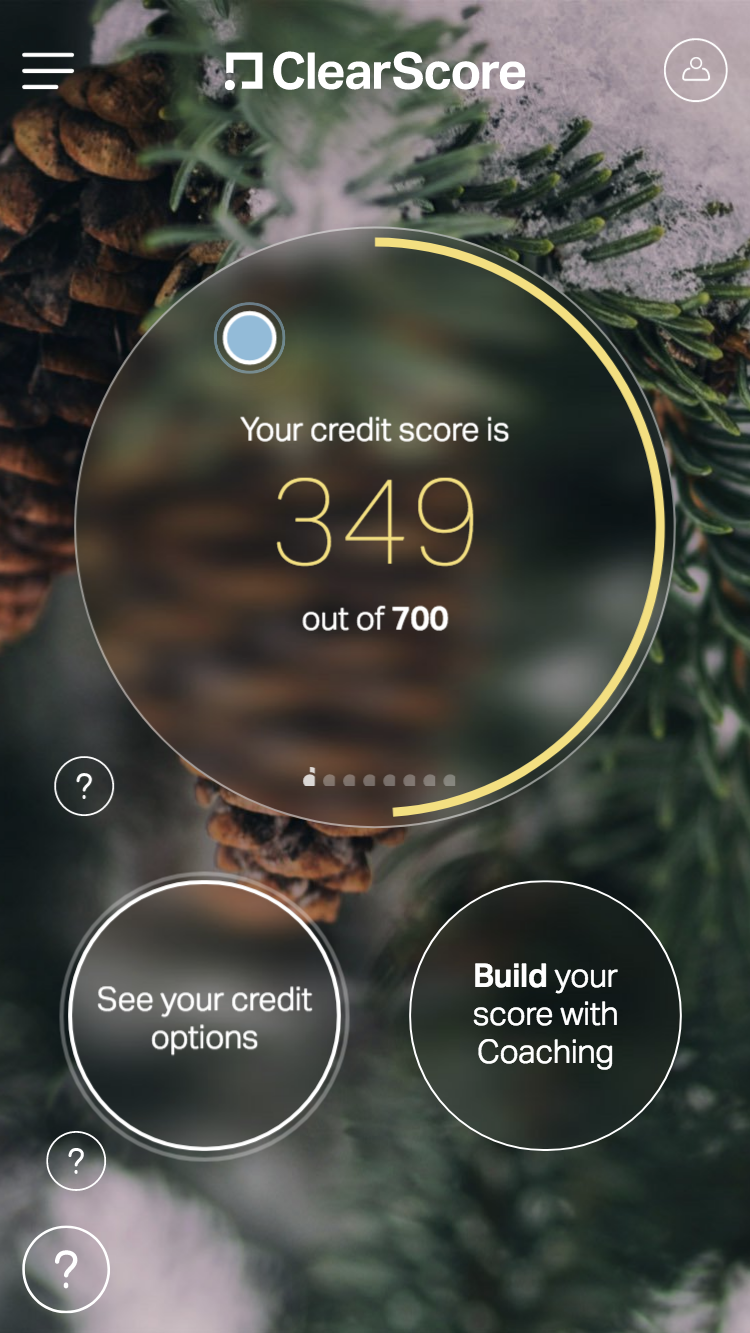 ClearScore
Your credit score is
349
out of 700
?
See your credit
options
Build your
score with
Coaching
?
?